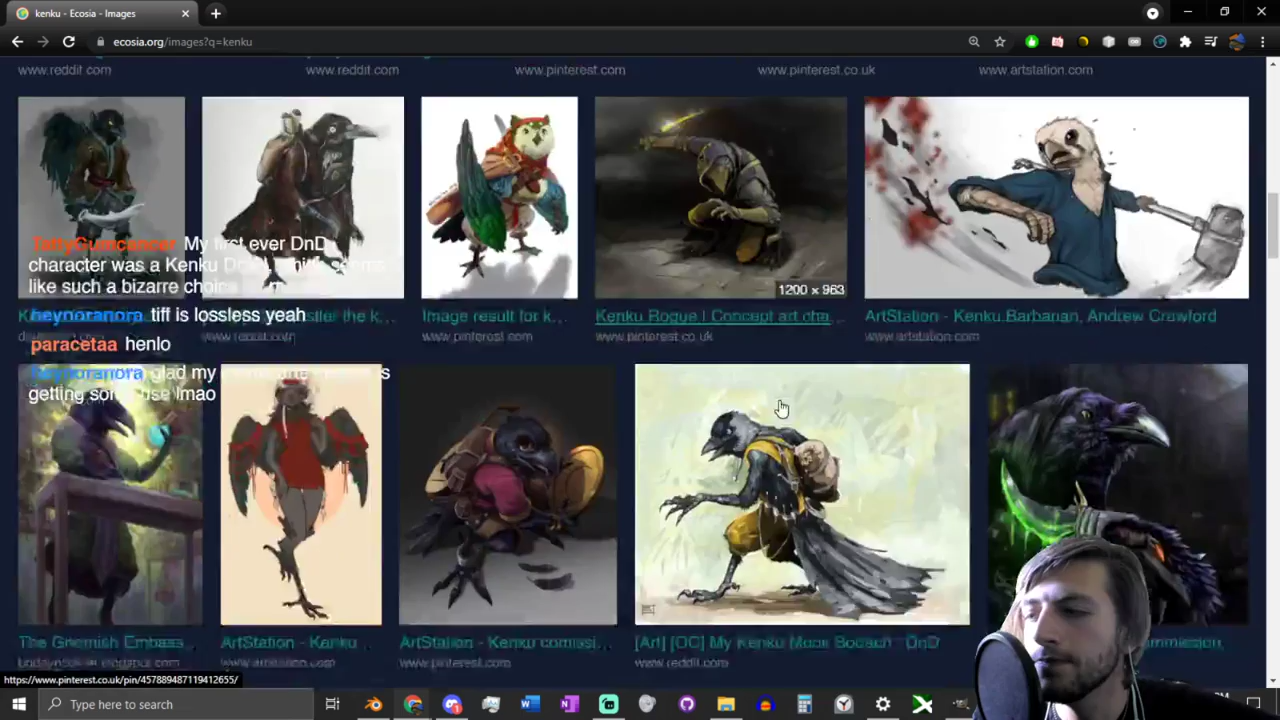 kenku - Ecosia - Images
ecosia.org/images?q=kenku
www.reddit.com
www.reddit.com
www.pinterest.com
www.pinterest.co.uk
www.artstation.com
TaffyGumcancer My first ever DnD
character was a Kenku
like such a bizarre choice
1200 x 963
heynoranora tiff is lossless yeah
Image result for k...
Kenku Rogue | Concept art cha...
ArtStation - Kenku Barbarian, Andrew Crawford
www.reddit.com
www.pinterest.com
www.pinterest.co.uk
www.artstation.com
paracetaa henlo
heynoranora glad my
getting some use lmao
The Gnomish Embass...
ArtStation - Kenku
ArtStation - Kenku comissi...
[Art] [OC] My Kenku
DnD
www.artstation.com
www.pinterest.com
www.reddit.com
https://www.pinterest.co.uk/pin/457889487119412655/
Type here to search